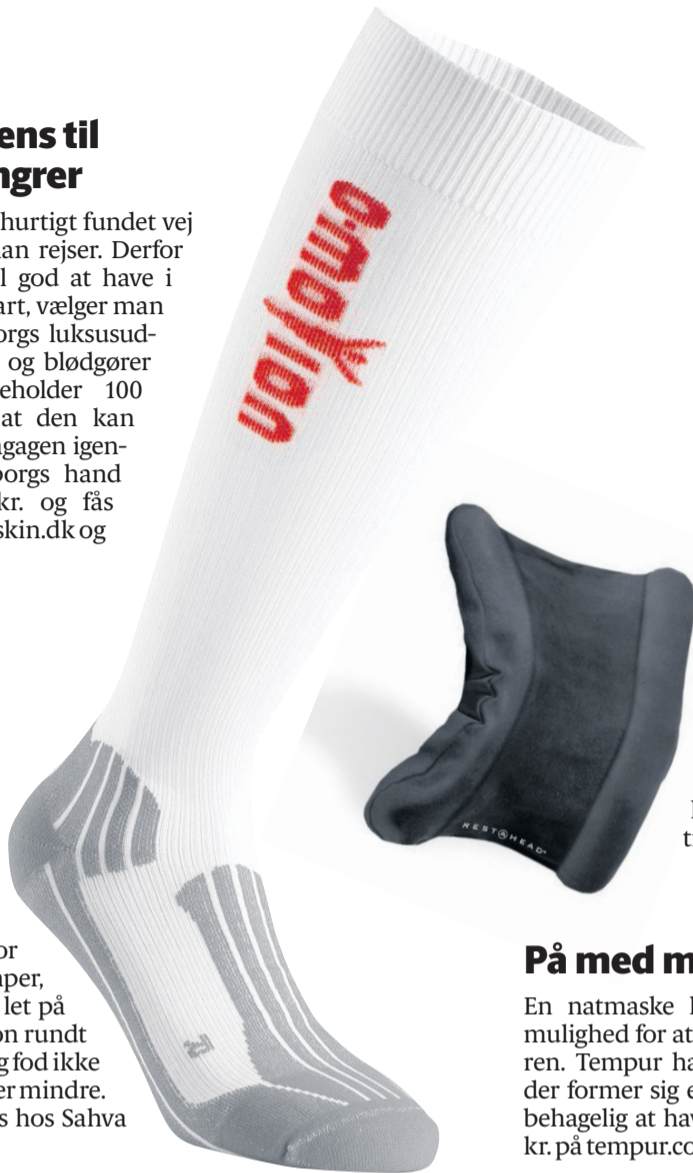 ens til
ngrer
hurtigt fundet vej
an rejser. Derfor
l god at have i
art, vælger man
orgs luksusud-
og blødgører
eholder 100
at den kan
gagen igen-
orgs hand
kr. og fås
skin.dk og
o·motion
REST HEAD
ti
or
per,
let på
on rundt
g fod ikke
er mindre.
s hos Sahva
På med m
En natmaske
mulighed for at
ren. Tempur ha
der former sig e
behagelig at hav
kr. på tempur.co